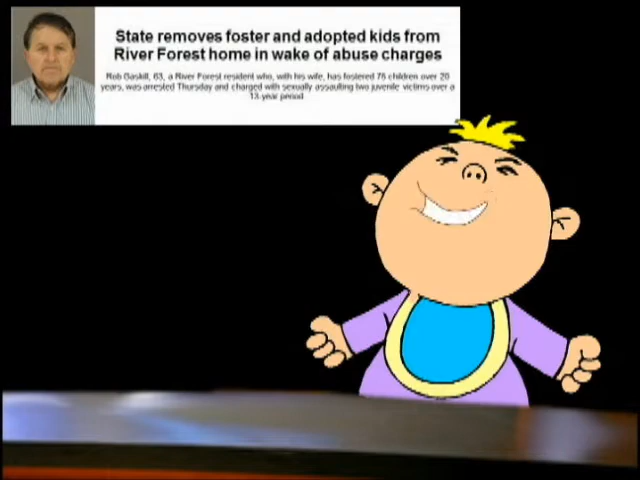 State removes foster and adopted kids from
River Forest home in wake of abuse charges
Rob Gaskill, 63, a River Forest resident who, with his wife, has fostered 75 children over 20
years, was arrested Thursday and charged with sexually assaulting two juvenile victims over a
13-year period